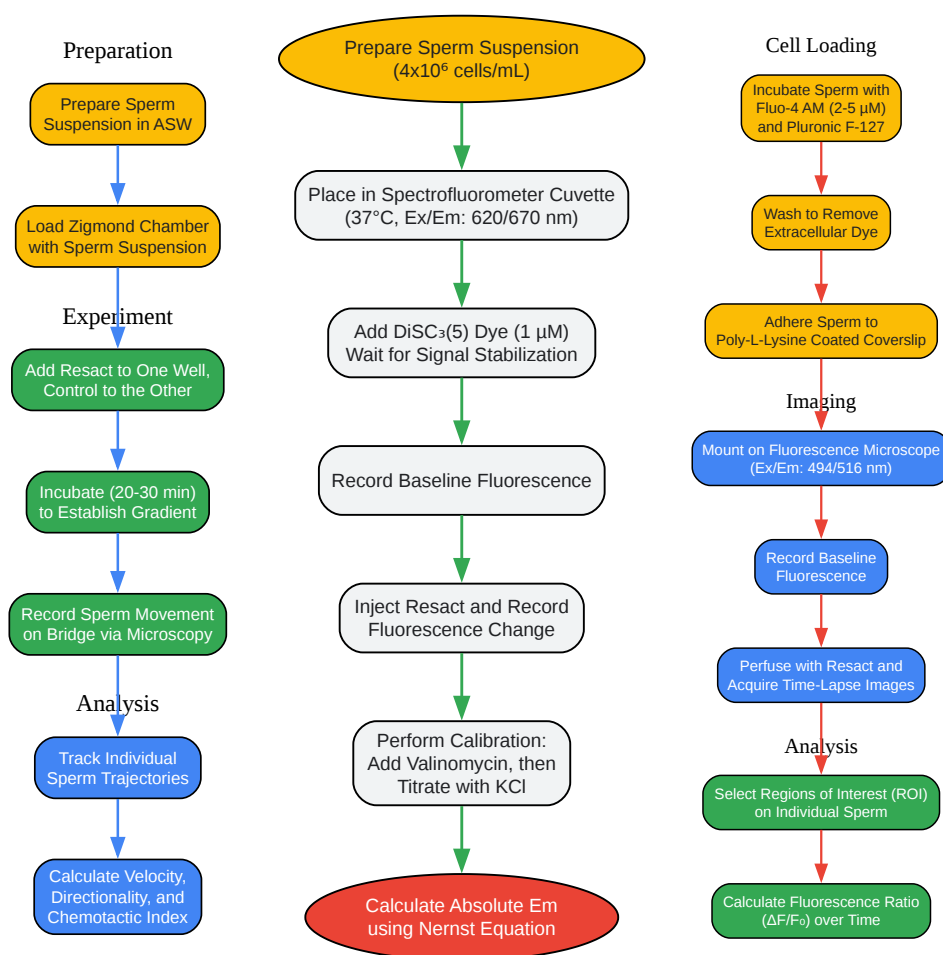 Preparation
Prepare Sperm
Suspension in ASW
Load Zigmond Chamber
with Sperm Suspension
Experiment
Add Resact to One Well,
Control to the Other
Incubate (20-30 min)
to Establish Gradient
Record Sperm Movement
on Bridge via Microscopy
Analysis
Track Individual
Sperm Trajectories
Calculate Velocity,
Directionality, and
Chemotactic Index
Prepare Sperm Suspension
(4x10⁶ cells/mL)
Place in Spectrofluorometer Cuvette
(37°C, Ex/Em: 620/670 nm)
Add DiSC₃(5) Dye (1 µM)
Wait for Signal Stabilization
Record Baseline Fluorescence
Inject Resact and Record
Fluorescence Change
Perform Calibration:
Add Valinomycin, then
Titrate with KCl
Calculate Absolute Em
using Nernst Equation
Cell Loading
Incubate Sperm with
Fluo-4 AM (2-5 µM)
and Pluronic F-127
Wash to Remove
Extracellular Dye
Adhere Sperm to
Poly-L-Lysine Coated Coverslip
Imaging
Mount on Fluorescence Microscope
(Ex/Em: 494/516 nm)
Record Baseline
Fluorescence
Perfuse with Resact and
Acquire Time-Lapse Images
Analysis
Select Regions of Interest (ROI)
on Individual Sperm
Calculate Fluorescence Ratio
(ΔF/F₀) over Time